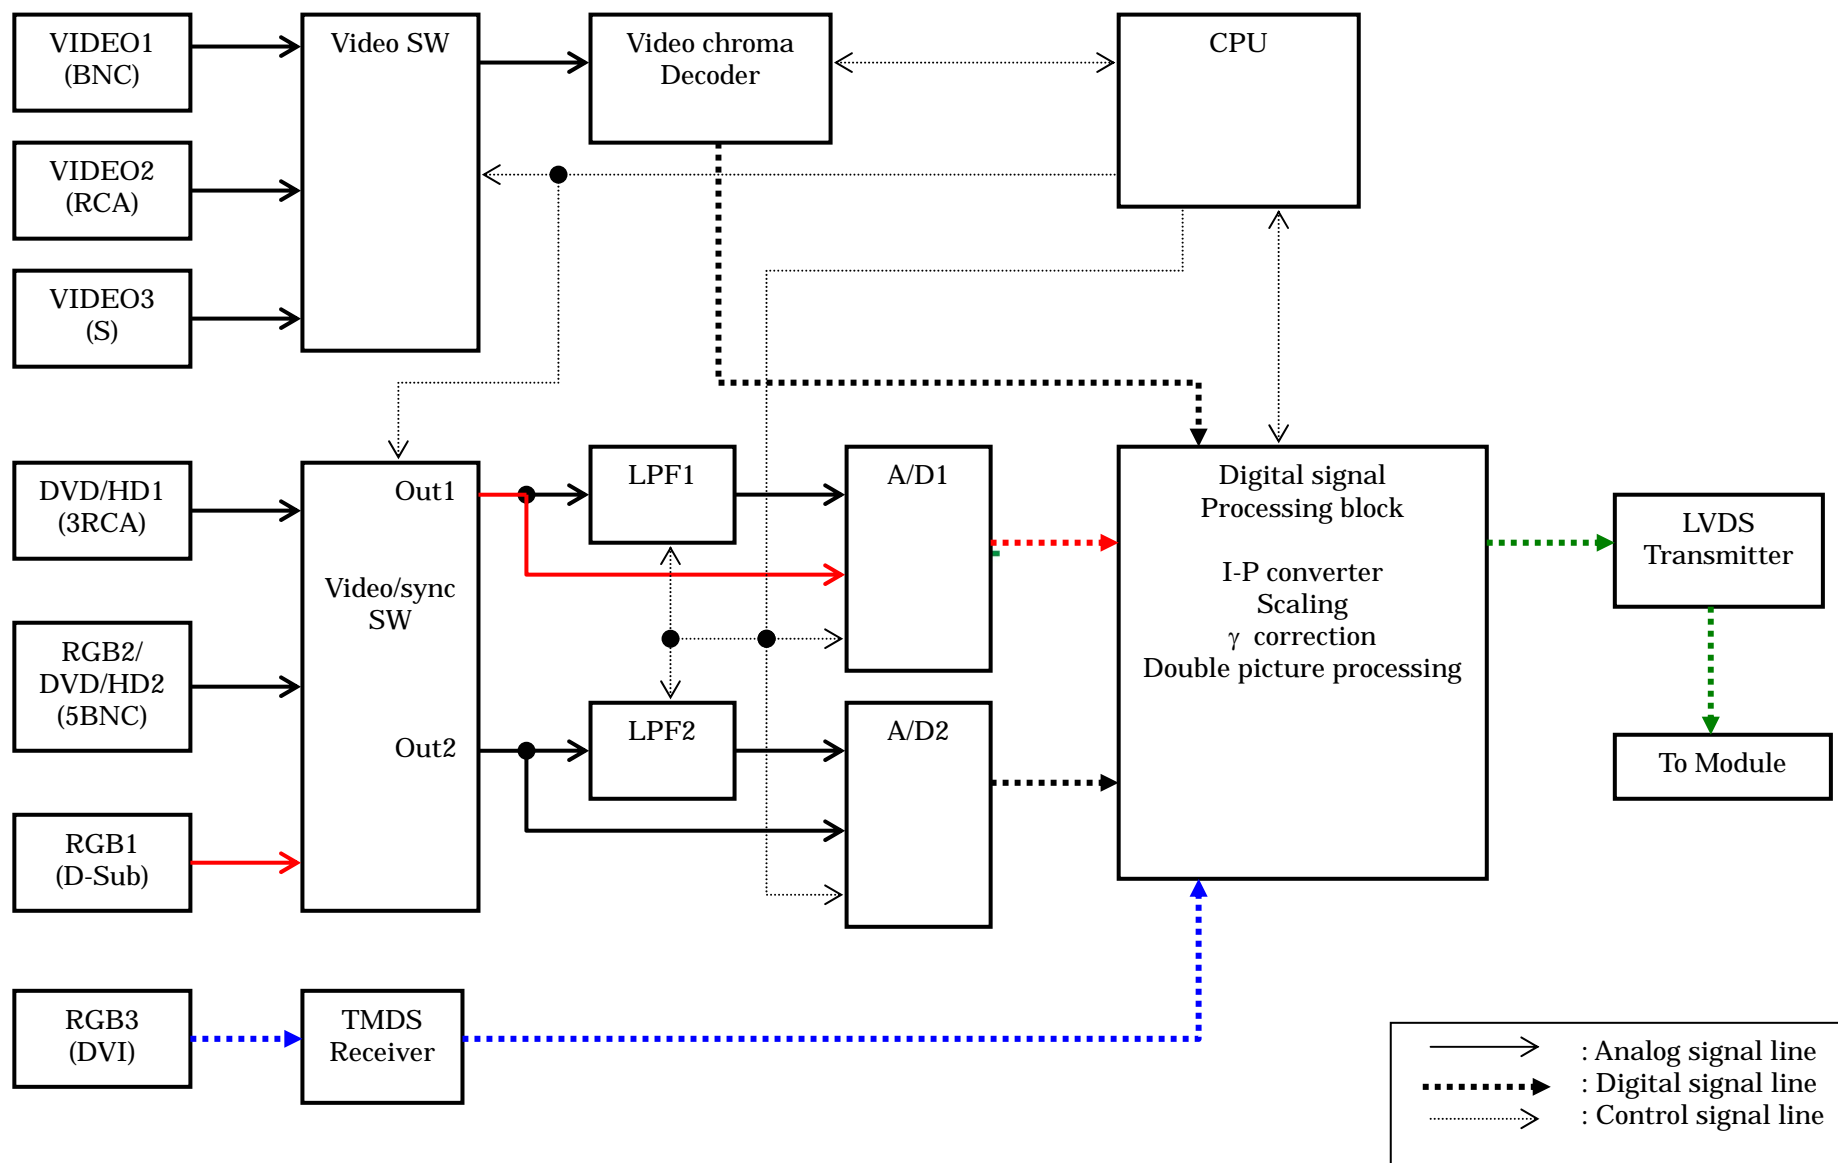 VIDEO1
(BNC)
Video SW
Video chroma
Decoder
CPU
VIDEO2
(RCA)
VIDEO3
(S)
DVD/HD1
(3RCA)
Out1
LPF1
A/D1
Digital signal
Processing block
I-P converter
Scaling
γ correction
Double picture processing
LVDS
Transmitter
Video/sync
SW
RGB2/
DVD/HD2
(5BNC)
Out2
LPF2
A/D2
To Module
RGB1
(D-Sub)
RGB3
(DVI)
TMDS
Receiver
: Analog signal line
: Digital signal line
: Control signal line